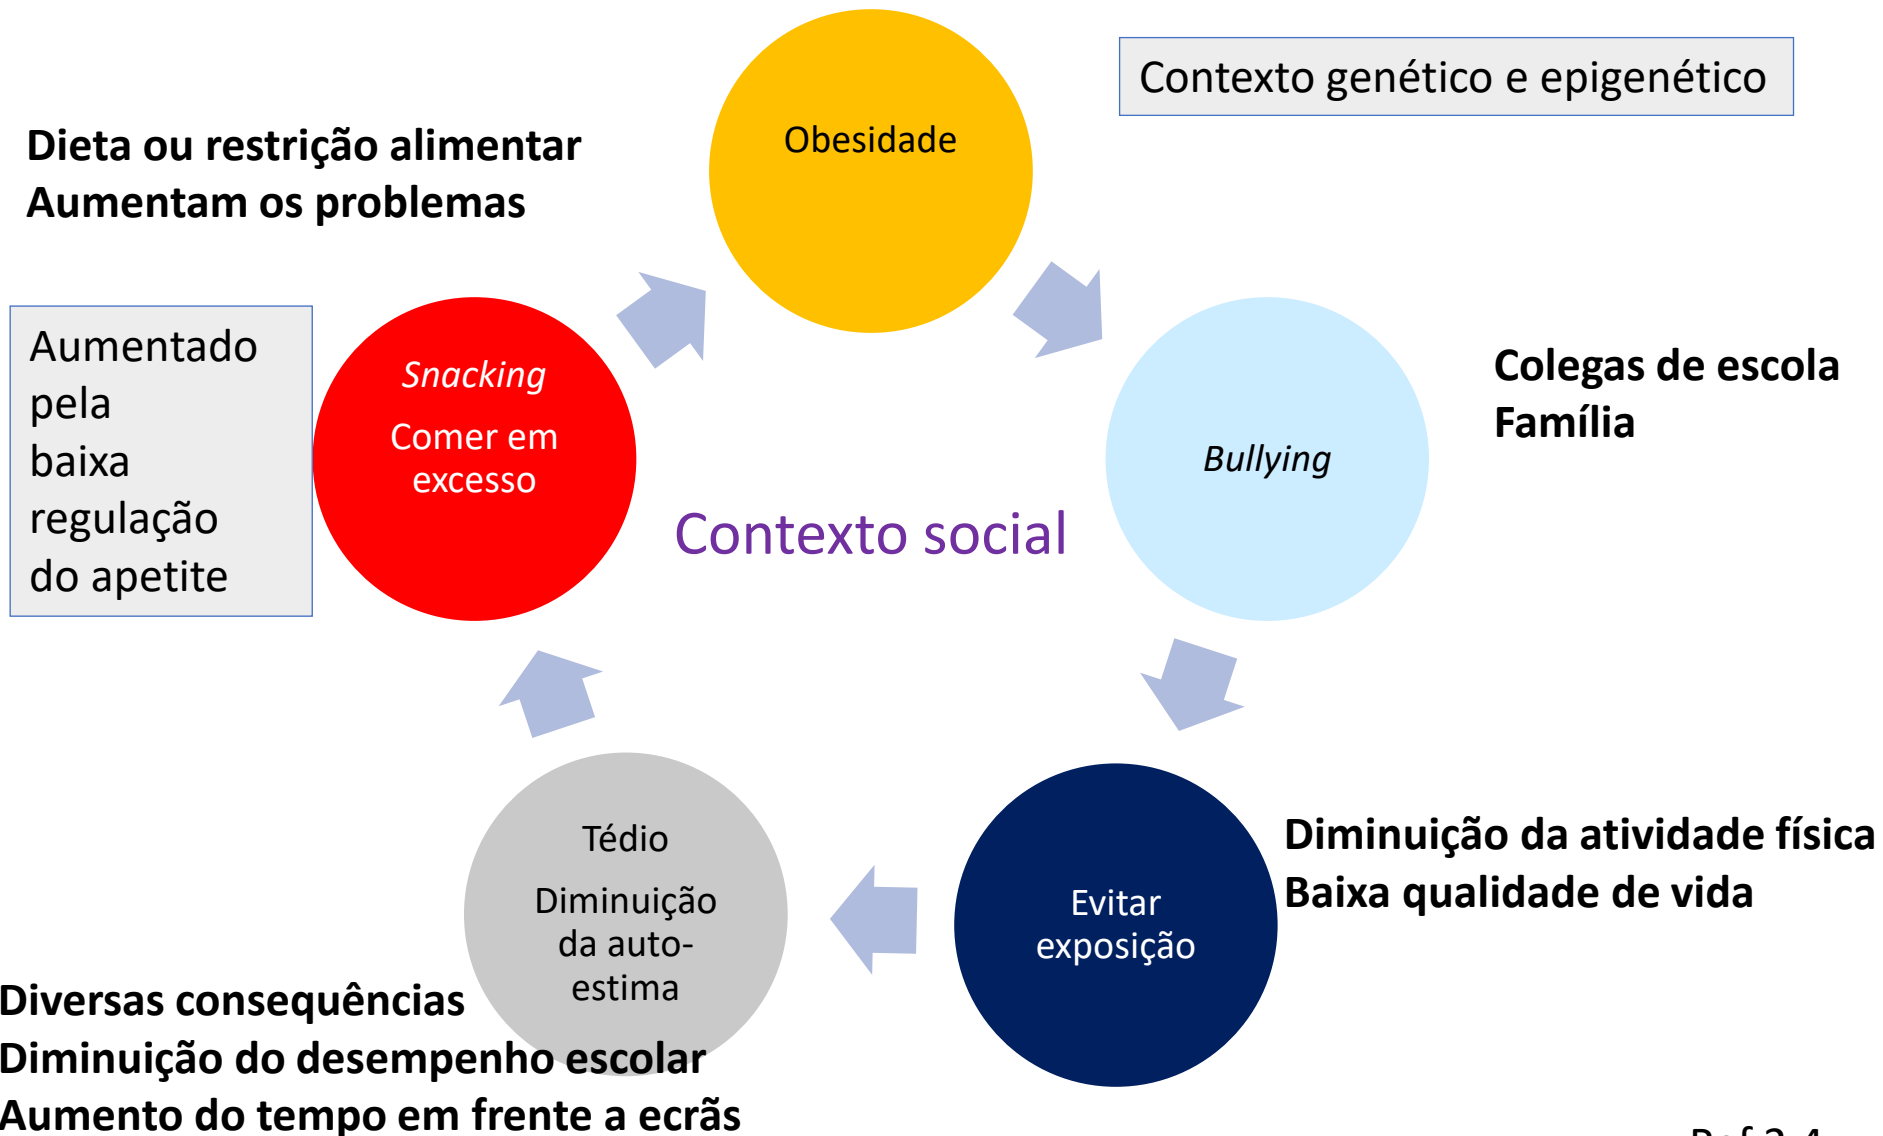 Obesidade
Contexto genético e epigenético
Dieta ou restrição alimentar
Aumentam os problemas
Aumentado
pela
baixa
regulação
do apetite
Snacking
Comer em
excesso
Contexto social
Bullying
Colegas de escola
Família
Tédio
Diminuição
da auto-
estima
Evitar
exposição
Diminuição da atividade física
Baixa qualidade de vida
Diversas consequências
Diminuição do desempenho escolar
Aumento do tempo em frente a ecrãs